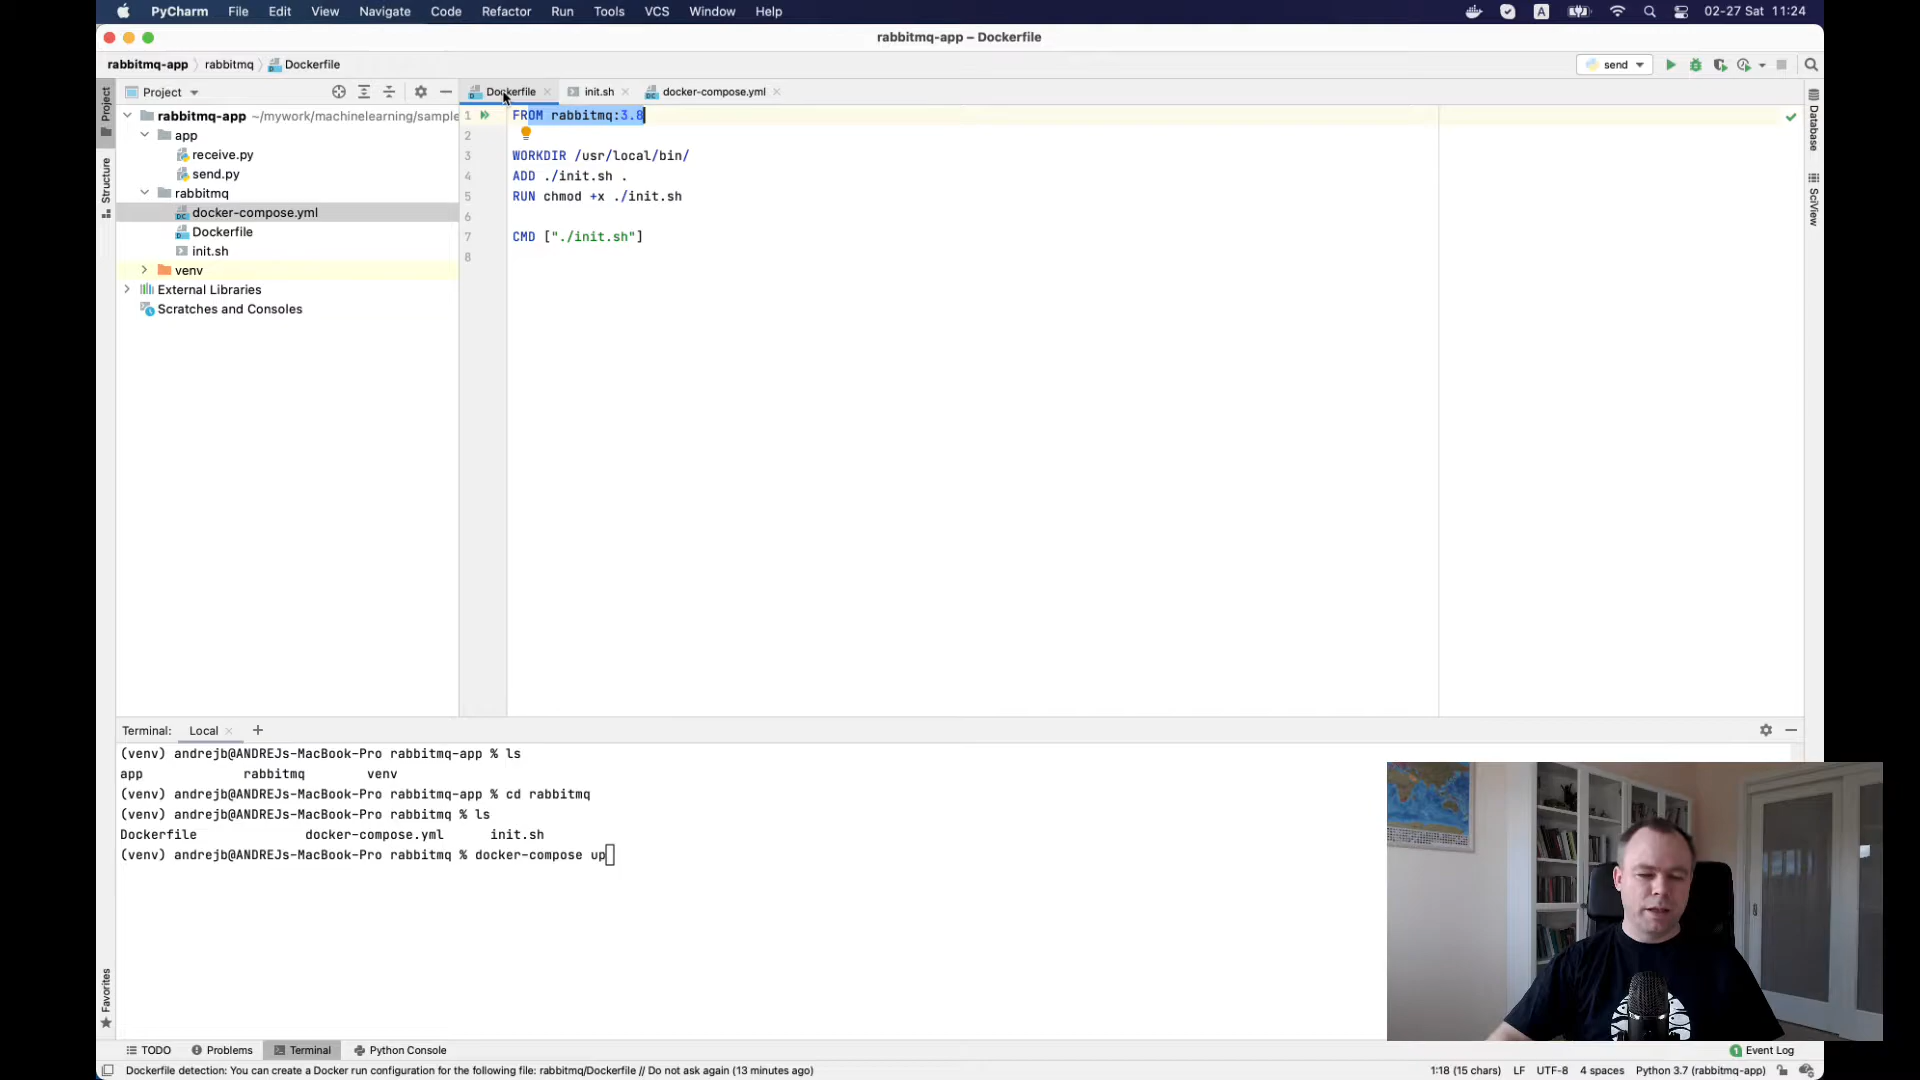 PyCharm File Edit View Navigate Code Refactor Run Tools VCS Window Help A 02-27 Sat 11:24
rabbitmq-app – Dockerfile
rabbitmq-app rabbitmq Dockerfile send
Project
Dockerfile init.sh docker-compose.yml
rabbitmq-app ~/mywork/machinelearning/sample
app
receive.py
send.py
rabbitmq
docker-compose.yml
Dockerfile
init.sh
venv
External Libraries
Scratches and Consoles
Project
Structure
Favorites
1 FROM rabbitmq:3.8
2
3 WORKDIR /usr/local/bin/
4 ADD ./init.sh .
5 RUN chmod +x ./init.sh
6
7 CMD ["./init.sh"]
8
Database
SciView
Terminal: Local
(venv) andrejb@ANDREJs-MacBook-Pro rabbitmq-app % ls
app rabbitmq venv
(venv) andrejb@ANDREJs-MacBook-Pro rabbitmq-app % cd rabbitmq
(venv) andrejb@ANDREJs-MacBook-Pro rabbitmq % ls
Dockerfile docker-compose.yml init.sh
(venv) andrejb@ANDREJs-MacBook-Pro rabbitmq % docker-compose up
TODO Problems Terminal Python Console 1 Event Log
Dockerfile detection: You can create a Docker run configuration for the following file: rabbitmq/Dockerfile // Do not ask again (13 minutes ago) 1:18 (15 chars) LF UTF-8 4 spaces Python 3.7 (rabbitmq-app)